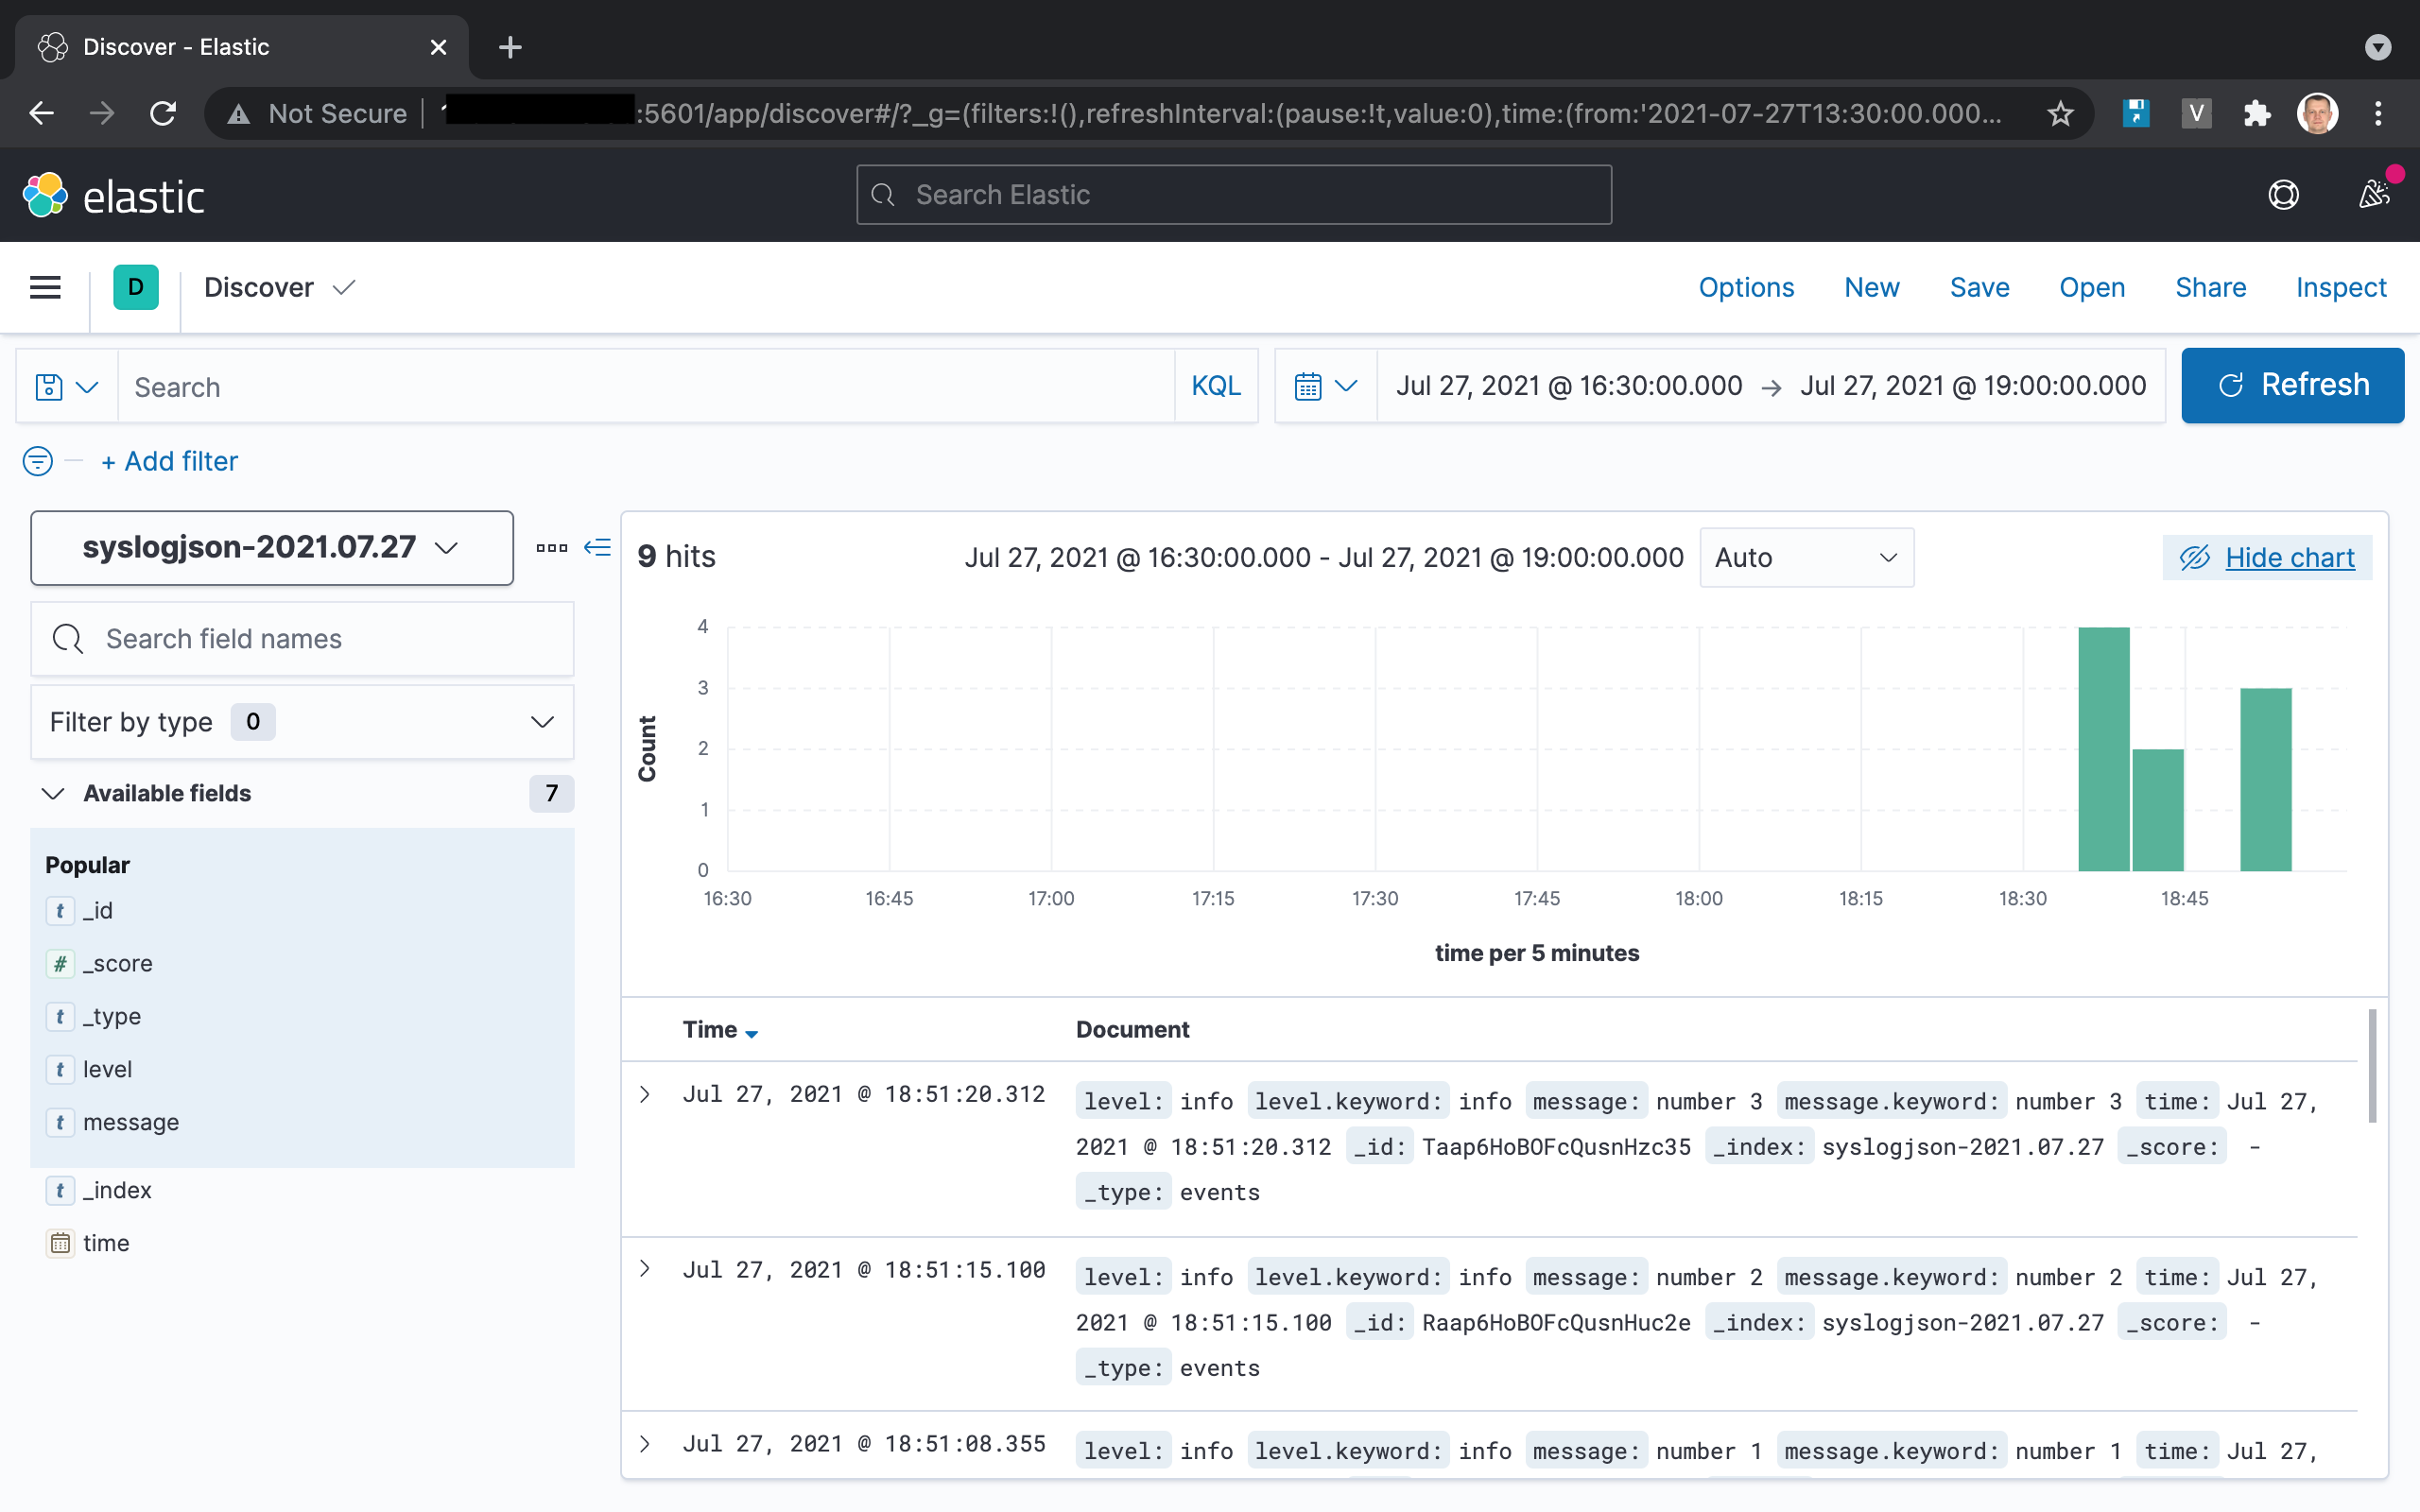 Discover - Elastic
Not Secure :5601/app/discover#/?_g=(filters:!(),refreshInterval:(pause:!t,value:0),time:(from:'2021-07-27T13:30:00.000...
V
elastic
Search Elastic
D Discover
Options New Save Open Share Inspect
Search KQL
Jul 27, 2021 @ 16:30:00.000 → Jul 27, 2021 @ 19:00:00.000
Refresh
+ Add filter
syslogjson-2021.07.27
Search field names
Filter by type 0
Available fields 7
Popular
t _id
# _score
t _type
t level
t message
t _index
time
9 hits
Jul 27, 2021 @ 16:30:00.000 - Jul 27, 2021 @ 19:00:00.000
Auto
Hide chart
Count
4
3
2
1
0
16:30 16:45 17:00 17:15 17:30 17:45 18:00 18:15 18:30 18:45
time per 5 minutes
Time Document
Jul 27, 2021 @ 18:51:20.312 level: info level.keyword: info message: number 3 message.keyword: number 3 time: Jul 27,
2021 @ 18:51:20.312 _id: Taap6HoBOFcQusnHzc35 _index: syslogjson-2021.07.27 _score: -
_type: events
Jul 27, 2021 @ 18:51:15.100 level: info level.keyword: info message: number 2 message.keyword: number 2 time: Jul 27,
2021 @ 18:51:15.100 _id: Raap6HoBOFcQusnHuc2e _index: syslogjson-2021.07.27 _score: -
_type: events
Jul 27, 2021 @ 18:51:08.355 level: info level.keyword: info message: number 1 message.keyword: number 1 time: Jul 27,